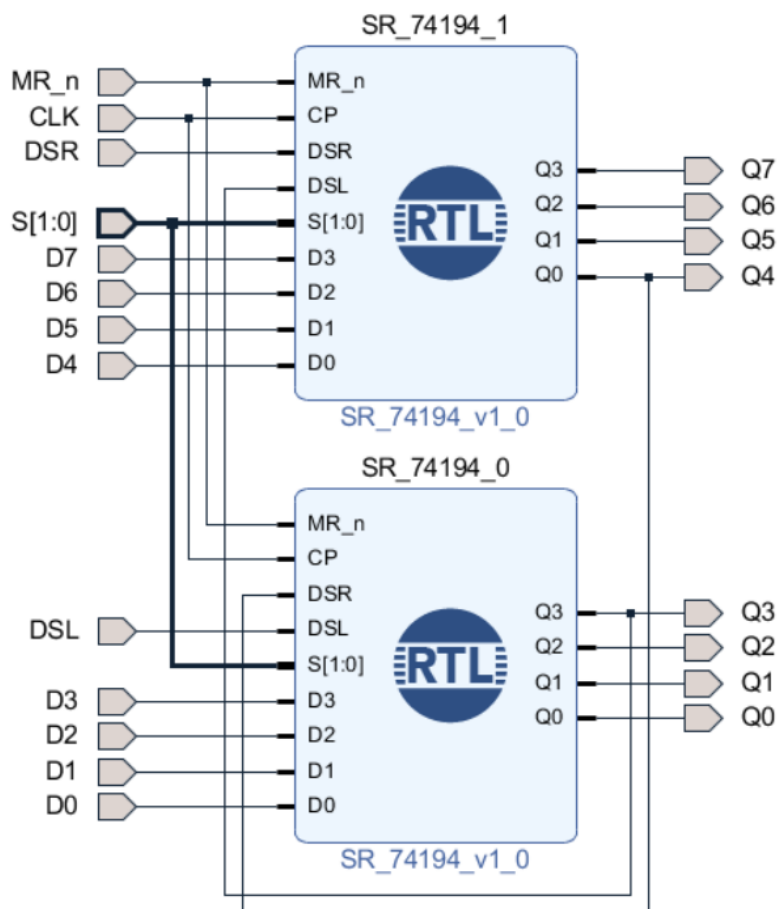 SR_74194_1
MR_n
CLK
DSR
S[1:0]
D7
D6
D5
D4
MR_n
CP
DSR
DSL
S[1:0]
D3
D2
D1
D0
RTL
Q3
Q2
Q1
Q0
Q7
Q6
Q5
Q4
SR_74194_v1_0
SR_74194_0
DSL
D3
D2
D1
D0
MR_n
CP
DSR
DSL
S[1:0]
D3
D2
D1
D0
RTL
Q3
Q2
Q1
Q0
Q3
Q2
Q1
Q0
SR_74194_v1_0